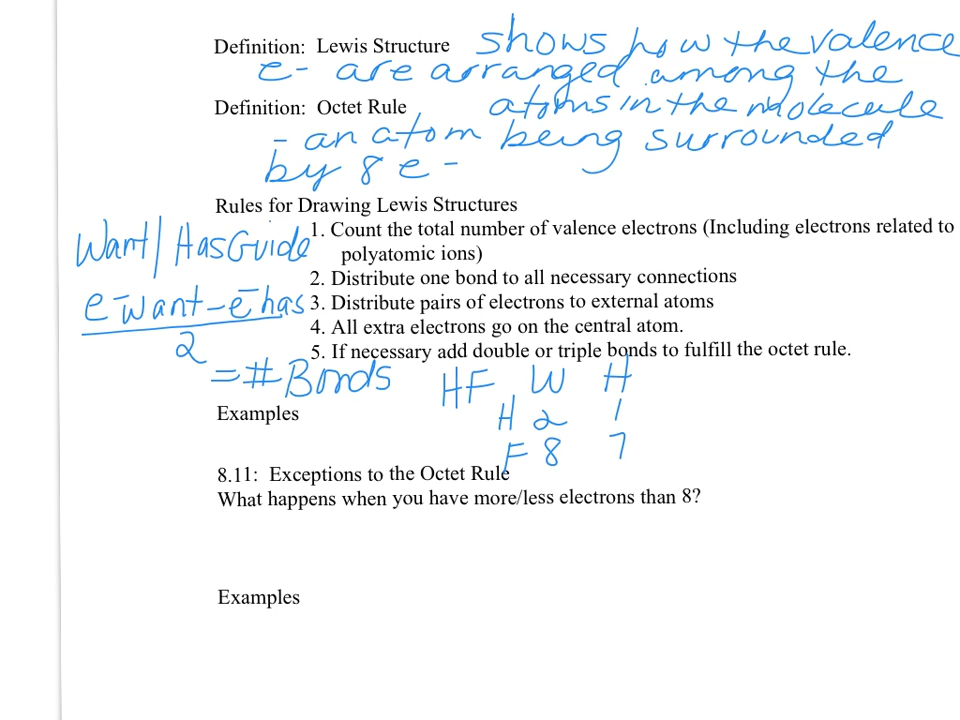 Definition: Lewis Structure shows how the valence
e- are arranged among the
Definition: Octet Rule atoms in the molecule
- an atom being surrounded
by 8 e-
Rules for Drawing Lewis Structures
Want/HasGuide 1. Count the total number of valence electrons (Including electrons related to
polyatomic ions)
2. Distribute one bond to all necessary connections
e- want - e- has 3. Distribute pairs of electrons to external atoms
4. All extra electrons go on the central atom.
2 5. If necessary add double or triple bonds to fulfill the octet rule.
= # Bonds HF W H
Examples H 2 1
F 8 7
8.11: Exceptions to the Octet Rule
What happens when you have more/less electrons than 8?
Examples